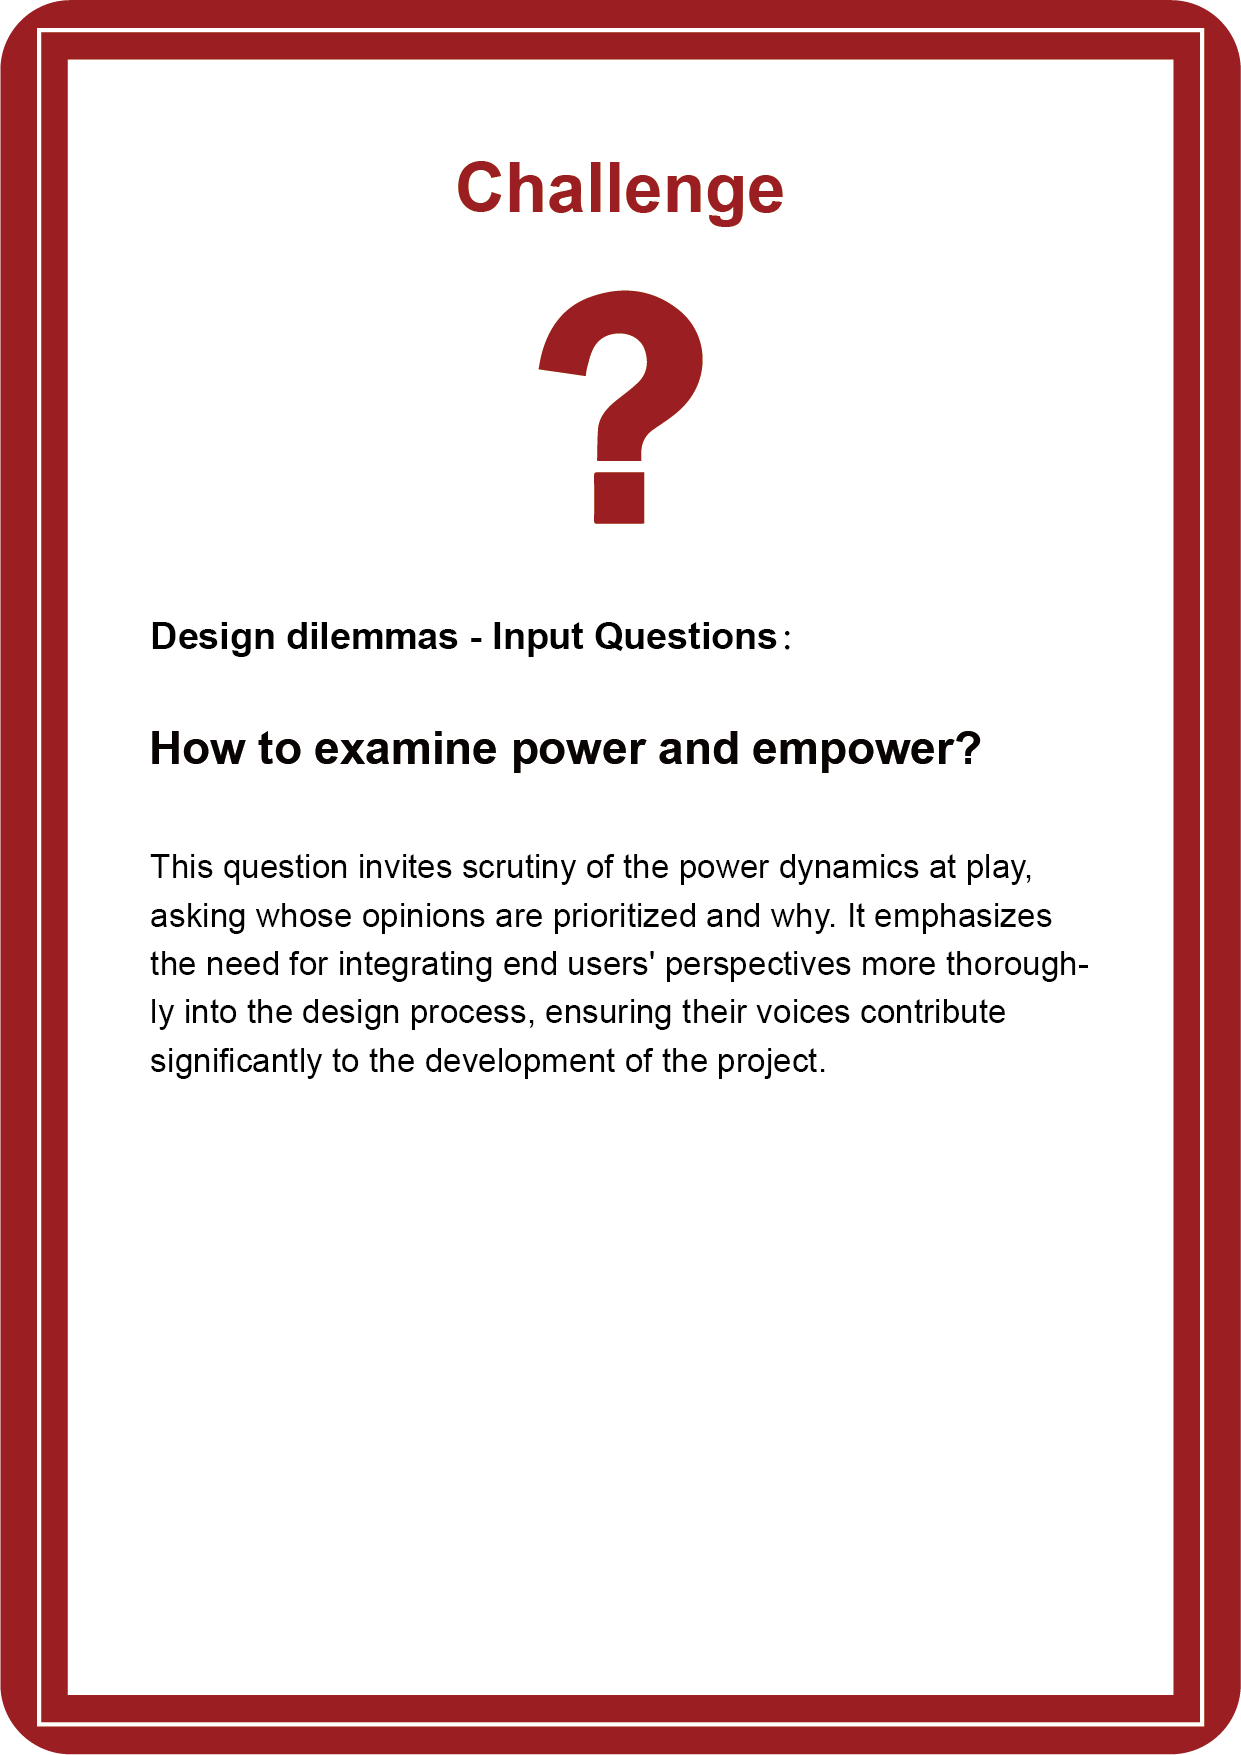 Challenge
?
Design dilemmas - Input Questions：
How to examine power and empower?
This question invites scrutiny of the power dynamics at play,
asking whose opinions are prioritized and why. It emphasizes
the need for integrating end users' perspectives more thorough-
ly into the design process, ensuring their voices contribute
significantly to the development of the project.